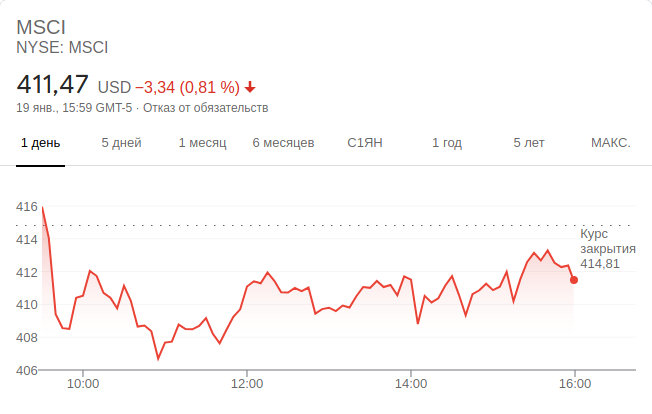 MSCI
NYSE: MSCI
411,47 USD −3,34 (0,81 %)
19 янв., 15:59 GMT-5 · Отказ от обязательств
1 день 5 дней 1 месяц 6 месяцев С1ЯН 1 год 5 лет МАКС.
416
414
412
410
408
406
Курс
закрытия
414,81
10:00 12:00 14:00 16:00